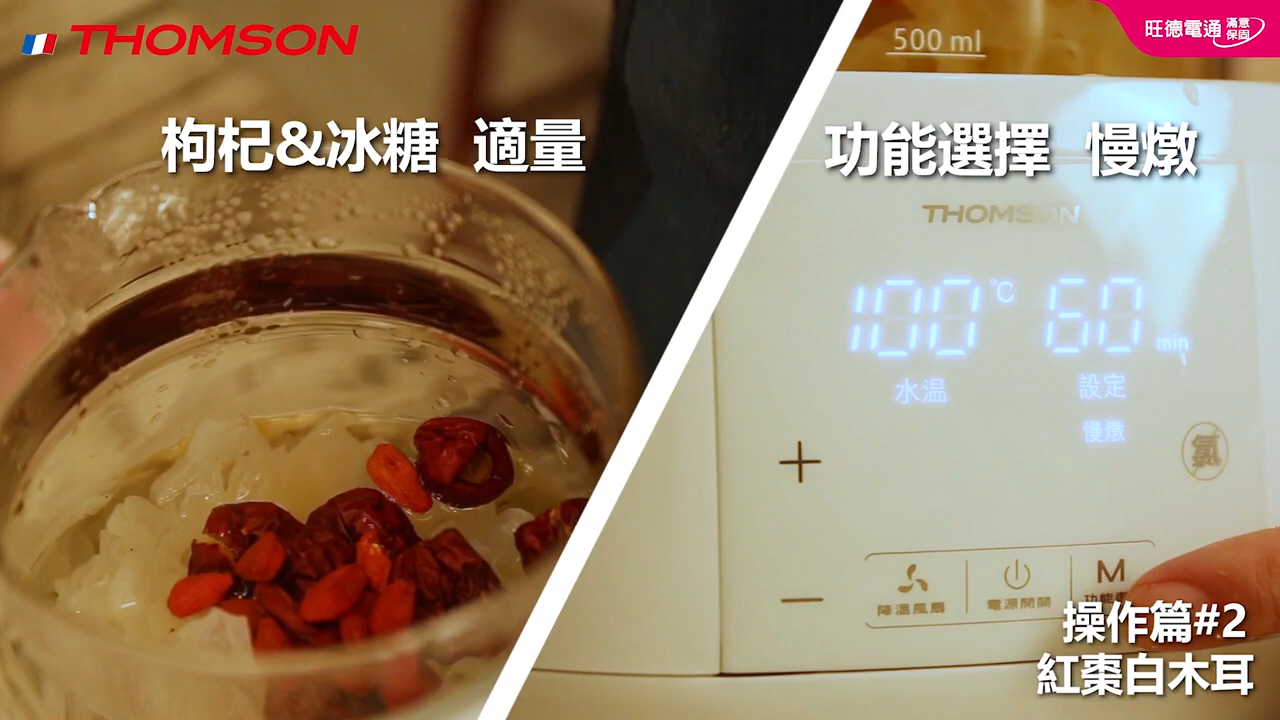 THOMSON
旺德電通 滿意保固
枸杞&冰糖 適量
功能選擇 慢燉
500 ml
THOMSON
100 ℃ 60 min
水温 設定
慢燉
氯
+
−
降溫風扇 電源開關 M
操作篇#2
紅棗白木耳